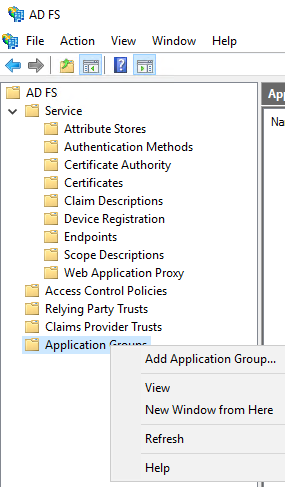 AD FS
File Action View Window Help
AD FS
Service
Attribute Stores
Authentication Methods
Certificate Authority
Certificates
Claim Descriptions
Device Registration
Endpoints
Scope Descriptions
Web Application Proxy
Access Control Policies
Relying Party Trusts
Claims Provider Trusts
Application Groups
Add Application Group...
View
New Window from Here
Refresh
Help
App
Na